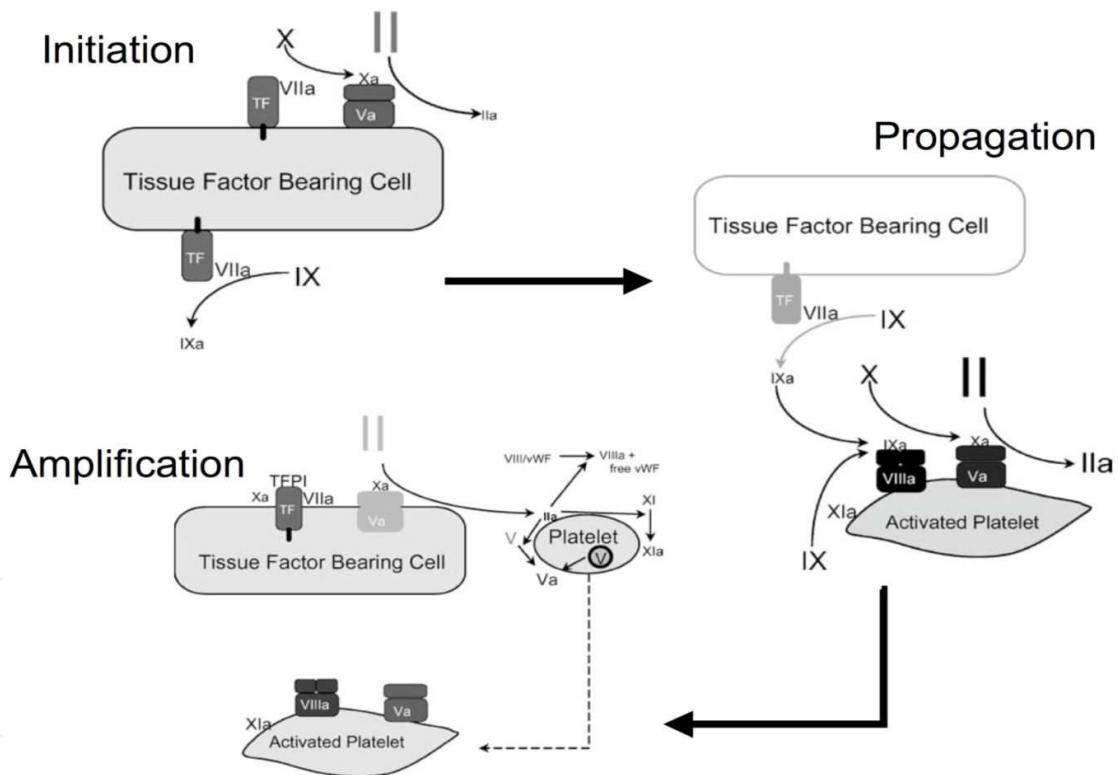 Initiation
X
II
Xa
VIIa
TF
Va
IIa
Tissue Factor Bearing Cell
TF
VIIa
IX
IXa
Propagation
Tissue Factor Bearing Cell
TF
VIIa
IX
IXa
X
II
IXa
Xa
VIIIa
Va
IIa
XIa
Activated Platelet
IX
Amplification
II
VIII/vWF
VIIIa +
free vWF
TFPI
Xa
VIIa
Xa
TF
Va
IIa
XI
V
Platelet
XIa
V
Va
Tissue Factor Bearing Cell
VIIIa
Va
XIa
Activated Platelet